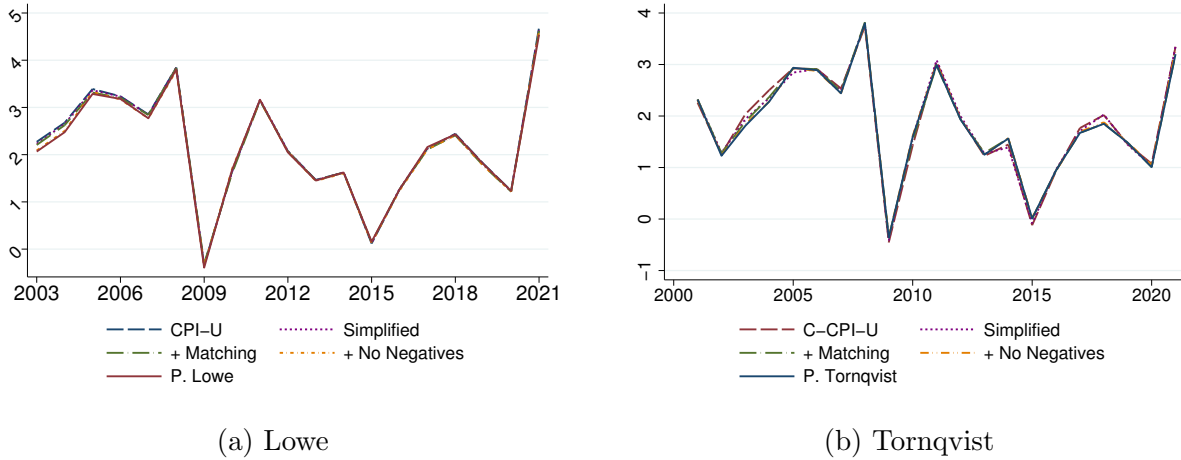 5
4
3
2
1
0
2003 2006 2009 2012 2015 2018 2021
CPI−U Simplified
+ Matching + No Negatives
P. Lowe
(a) Lowe
4
3
2
1
0
−1
2000 2005 2010 2015 2020
C−CPI−U Simplified
+ Matching + No Negatives
P. Tornqvist
(b) Tornqvist